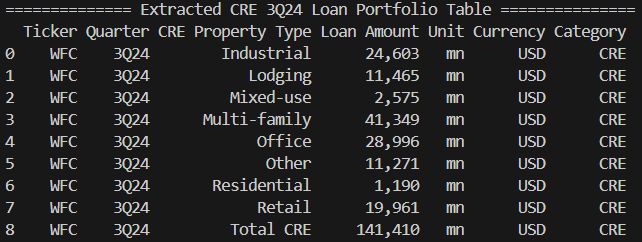 ============== Extracted CRE 3Q24 Loan Portfolio Table ===============
Ticker Quarter CRE Property Type Loan Amount Unit Currency Category
0 WFC 3Q24 Industrial 24,603 mn USD CRE
1 WFC 3Q24 Lodging 11,465 mn USD CRE
2 WFC 3Q24 Mixed-use 2,575 mn USD CRE
3 WFC 3Q24 Multi-family 41,349 mn USD CRE
4 WFC 3Q24 Office 28,996 mn USD CRE
5 WFC 3Q24 Other 11,271 mn USD CRE
6 WFC 3Q24 Residential 1,190 mn USD CRE
7 WFC 3Q24 Retail 19,961 mn USD CRE
8 WFC 3Q24 Total CRE 141,410 mn USD CRE